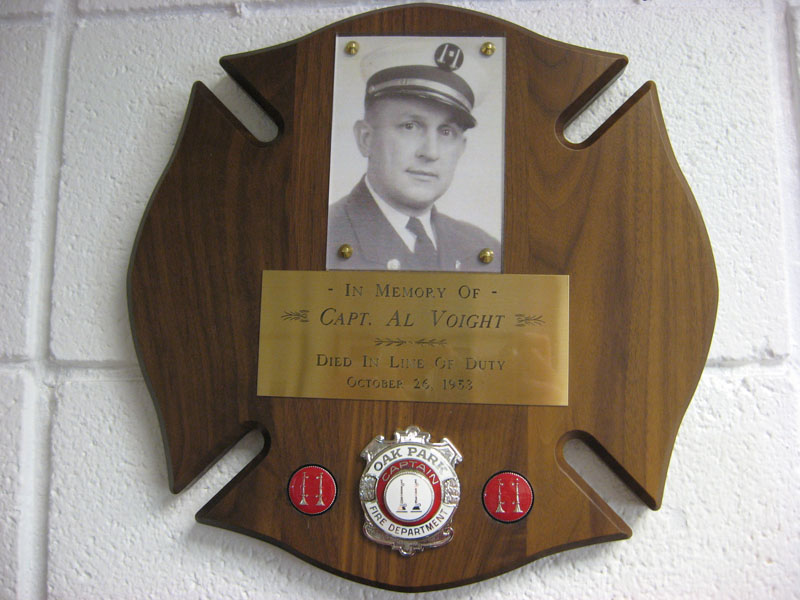 - IN MEMORY OF -
CAPT. AL VOIGHT
DIED IN LINE OF DUTY
OCTOBER 26, 1953
OAK PARK
CAPTAIN
FIRE DEPARTMENT